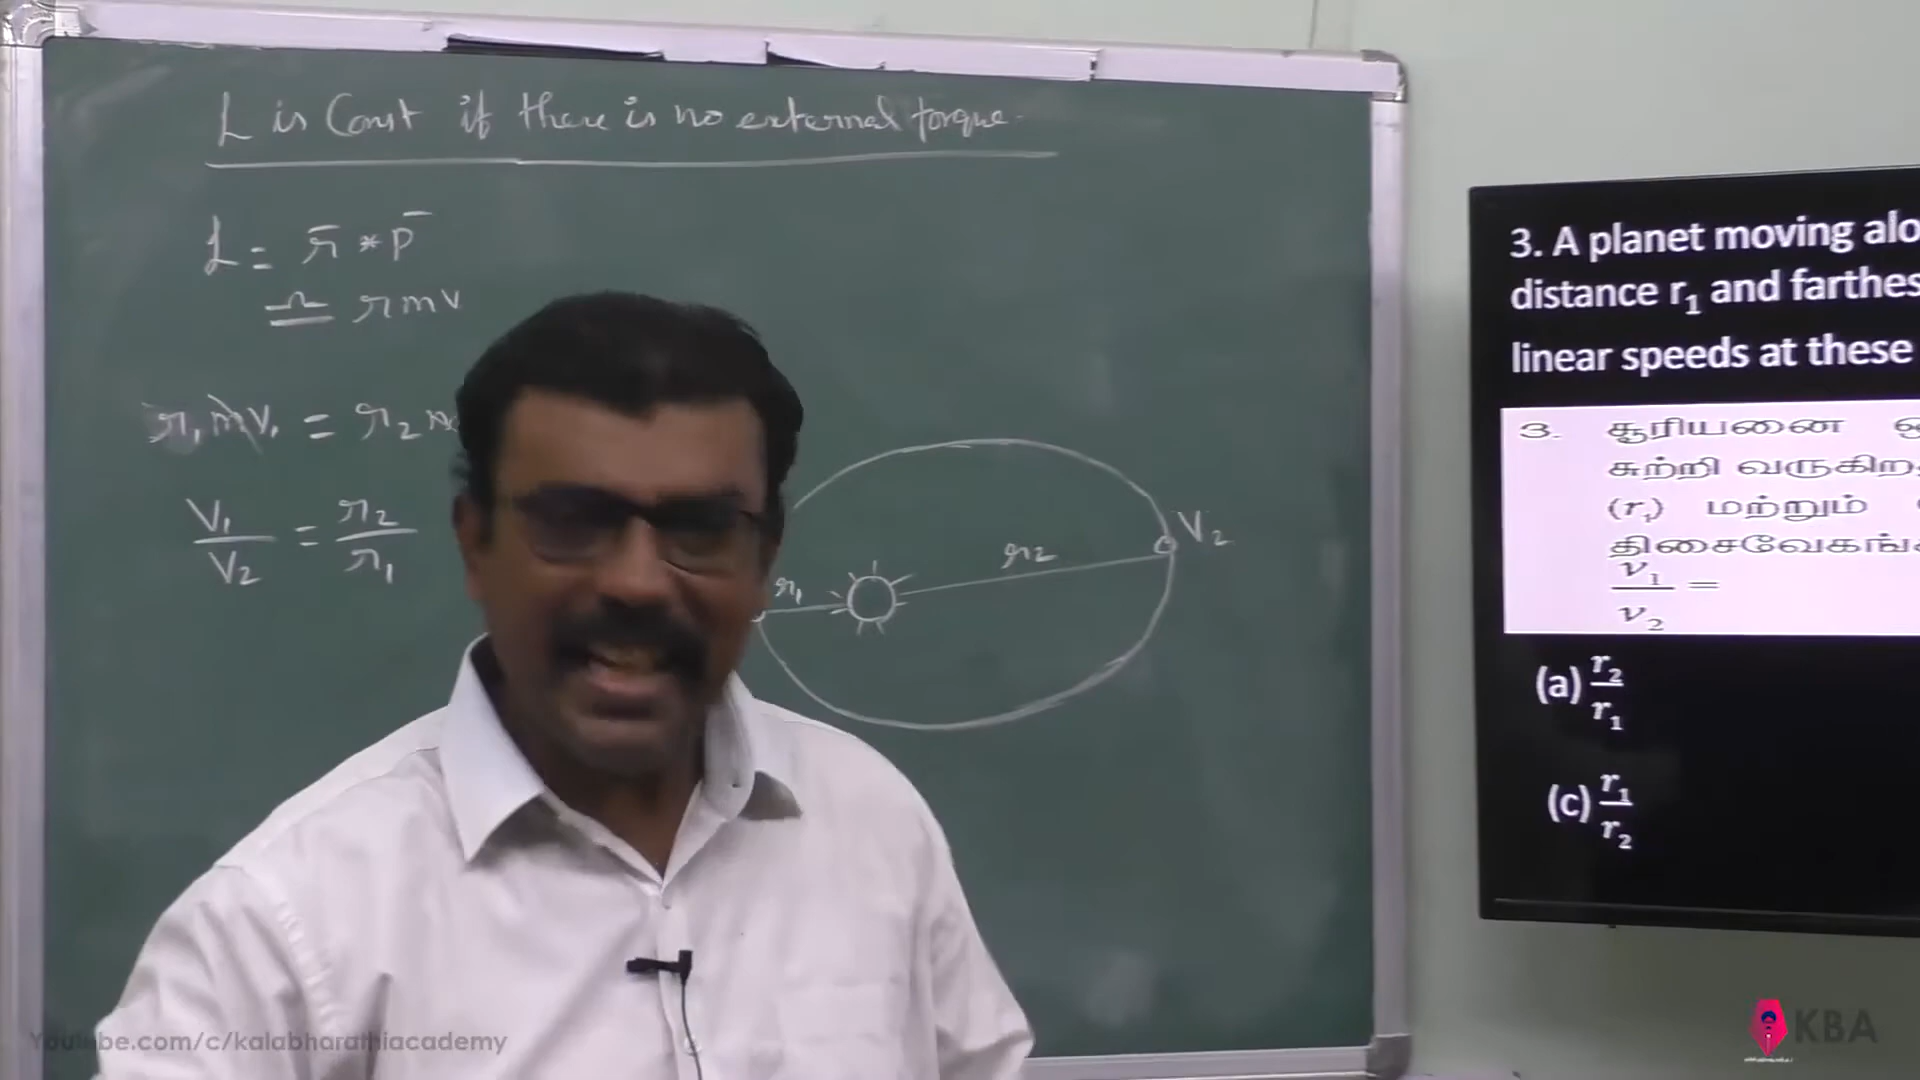 L is Const if there is no external torque.
L = r̄ * p̄
= r m v
r₁ m v₁ = r₂
V₁/V₂ = r₂/r₁
r₁
r₂
V₂
3. A planet moving alo
distance r₁ and farthes
linear speeds at these
3. சூரியனை ஒ
சுற்றி வருகிற
(r₁) மற்றும்
திசைவேகங்க
v₁/v₂ =
(a) r₂/r₁
(c) r₁/r₂
YouTube.com/c/kalabharathiacademy
KBA